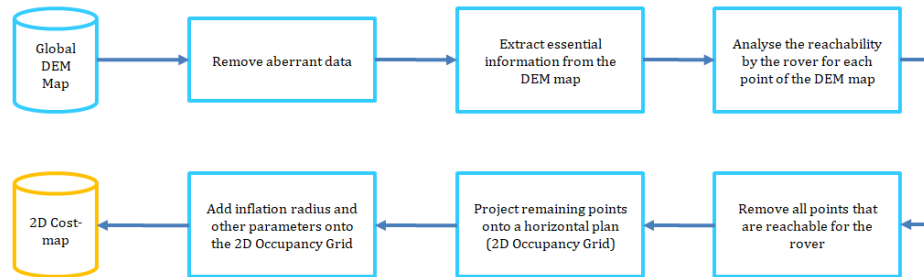 Global
DEM
Map
Remove aberrant data
Extract essential
information from the
DEM map
Analyse the reachability
by the rover for each
point of the DEM map
2D Cost-
map
Add inflation radius and
other parameters onto
the 2D Occupancy Grid
Project remaining points
onto a horizontal plan
(2D Occupancy Grid)
Remove all points that
are reachable for the
rover